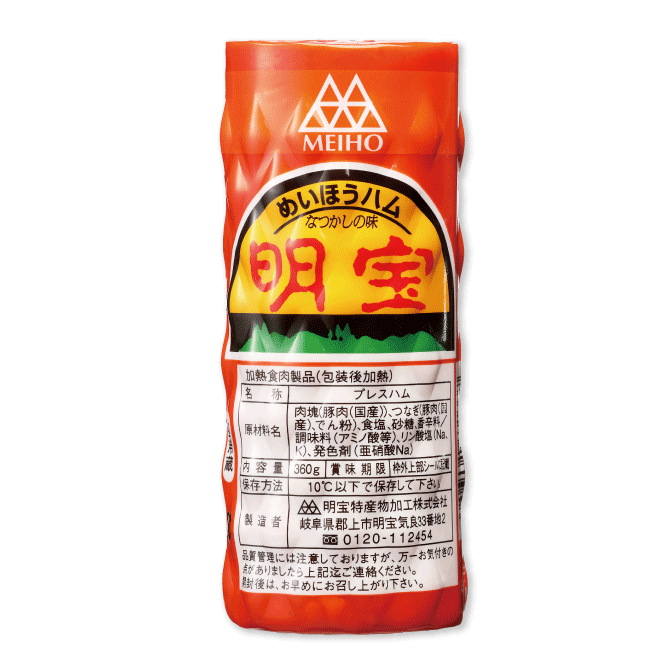 MEIHO
めいほうハム
なつかしの味
明宝
加熱食肉製品(包装後加熱)
名 称 プレスハム
原材料名 肉塊(豚肉(国産))、つなぎ(豚肉(国
産)、でん粉)、食塩、砂糖、香辛料/
調味料(アミノ酸等)、リン酸塩(Na、
K)、発色剤(亜硝酸Na)
内容量 360g 賞味期限 枠外上部シールに記載
保存方法 10℃以下で保存して下さい
製造者 明宝特産物加工株式会社
岐阜県郡上市明宝気良33番地2
0120-112454
品質管理には注意しておりますが、万一お気付きの
点がありましたら上記迄ご連絡ください。
開封後は、お早めにお召し上がり下さい。
蔵